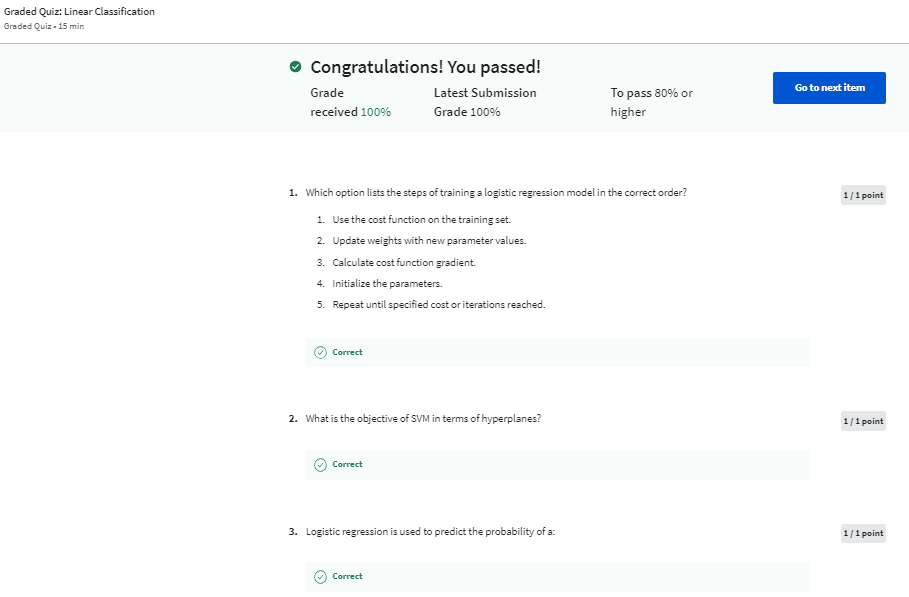 Graded Quiz: Linear Classification
Graded Quiz • 15 min
Congratulations! You passed!
Grade received 100%
Latest Submission Grade 100%
To pass 80% or higher
Go to next item
1. Which option lists the steps of training a logistic regression model in the correct order?
1 / 1 point
1. Use the cost function on the training set.
2. Update weights with new parameter values.
3. Calculate cost function gradient.
4. Initialize the parameters.
5. Repeat until specified cost or iterations reached.
Correct
2. What is the objective of SVM in terms of hyperplanes?
1 / 1 point
Correct
3. Logistic regression is used to predict the probability of a:
1 / 1 point
Correct